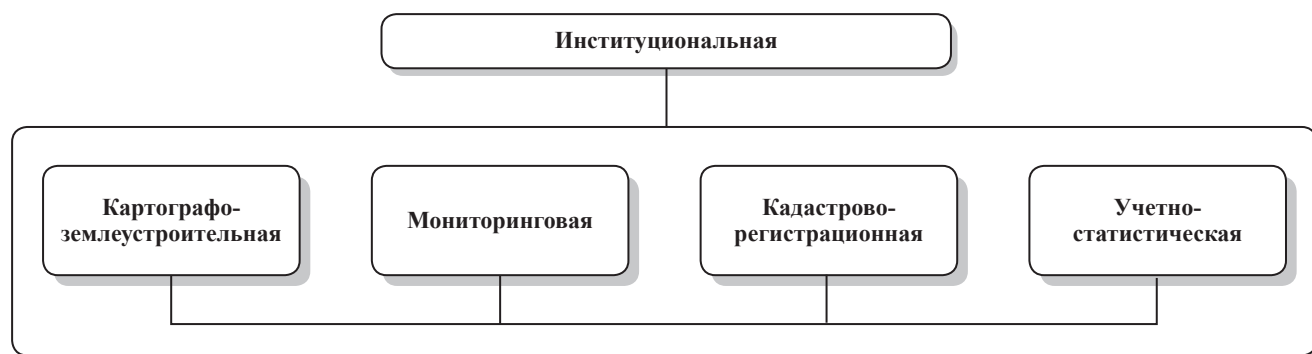 Институциональная
Картографо-
землеустроительная
Мониторинговая
Кадастрово-
регистрационная
Учетно-
статистическая